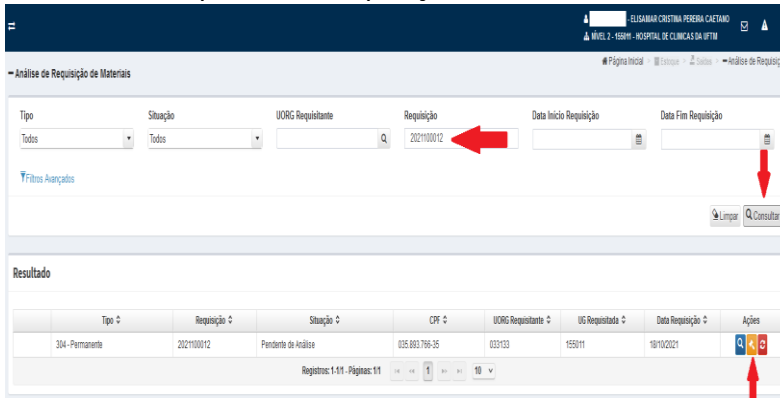 - ELISAMAR CRISTINA PEREIRA CAETANO
NÍVEL 2 - 155011 - HOSPITAL DE CLINICAS DA UFTM
Análise de Requisição de Materiais
Página Inicial Estoque Saídas Análise de Requisiç
Tipo Situação UORG Requisitante Requisição Data Início Requisição Data Fim Requisição
Todos Todos 2021100012
Filtros Avançados
Limpar Consultar
Resultado
Tipo Requisição Situação CPF UORG Requisitante UG Requisitada Data Requisição Ações
304 - Permanente 2021100012 Pendente de Análise 035.893.766-35 033133 155011 18/10/2021
Registros: 1-1/1 - Páginas: 1/1 1 10